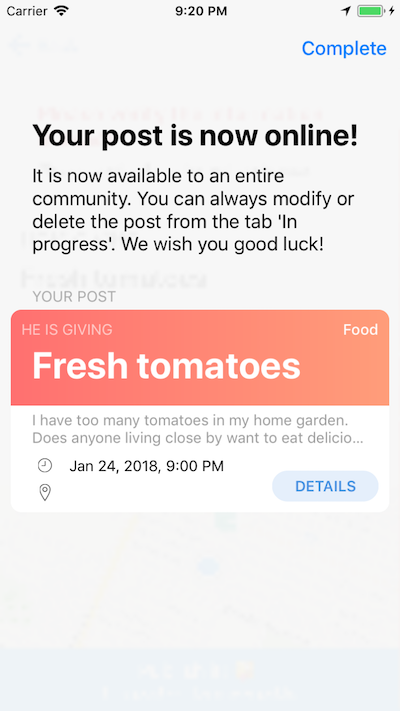 Carrier 9:20 PM
Complete
Your post is now online!
It is now available to an entire
community. You can always modify or
delete the post from the tab 'In
progress'. We wish you good luck!
YOUR POST
HE IS GIVING Food
Fresh tomatoes
I have too many tomatoes in my home garden.
Does anyone living close by want to eat delicio...
Jan 24, 2018, 9:00 PM
DETAILS